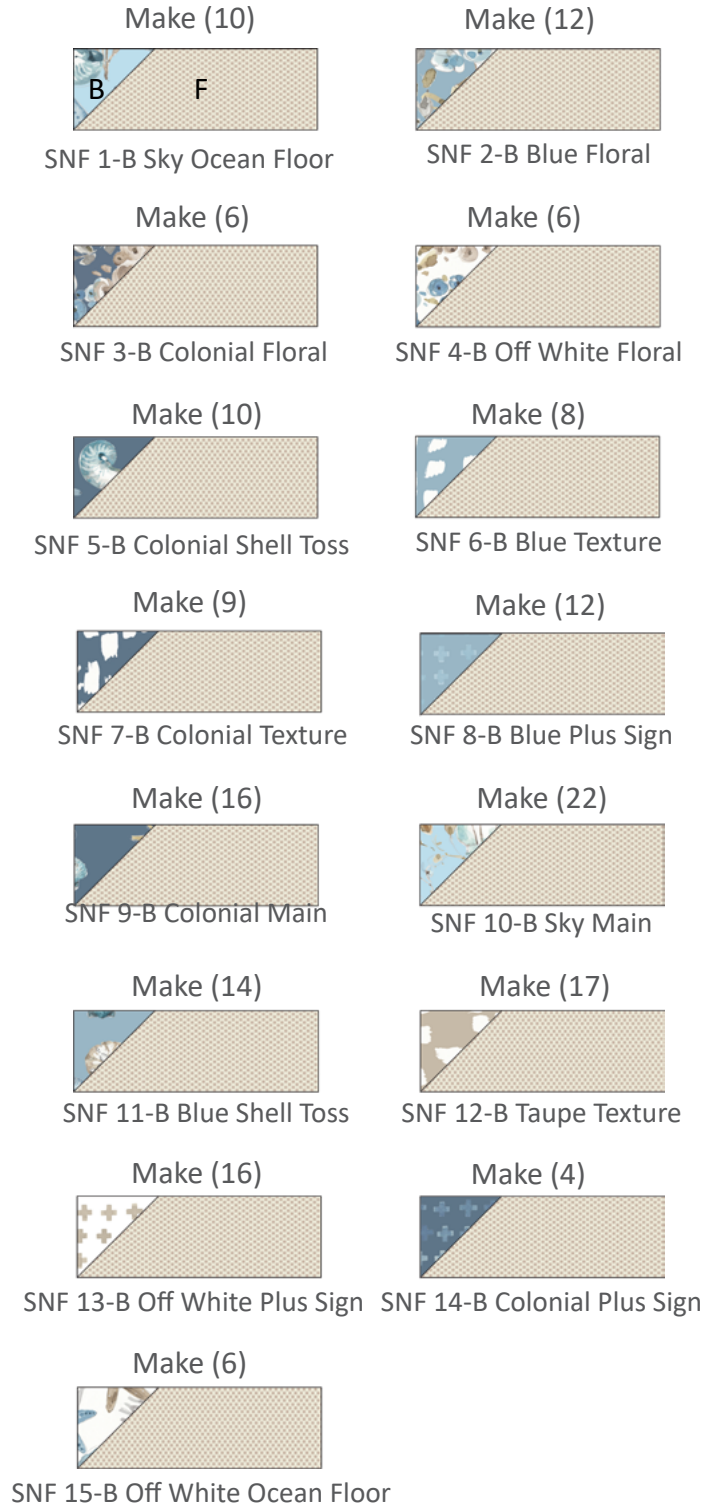 Make (10)
Make (12)
B F
SNF 1-B Sky Ocean Floor
SNF 2-B Blue Floral
Make (6)
Make (6)
SNF 3-B Colonial Floral
SNF 4-B Off White Floral
Make (10)
Make (8)
SNF 5-B Colonial Shell Toss
SNF 6-B Blue Texture
Make (9)
Make (12)
SNF 7-B Colonial Texture
SNF 8-B Blue Plus Sign
Make (16)
Make (22)
SNF 9-B Colonial Main
SNF 10-B Sky Main
Make (14)
Make (17)
SNF 11-B Blue Shell Toss
SNF 12-B Taupe Texture
Make (16)
Make (4)
SNF 13-B Off White Plus Sign
SNF 14-B Colonial Plus Sign
Make (6)
SNF 15-B Off White Ocean Floor